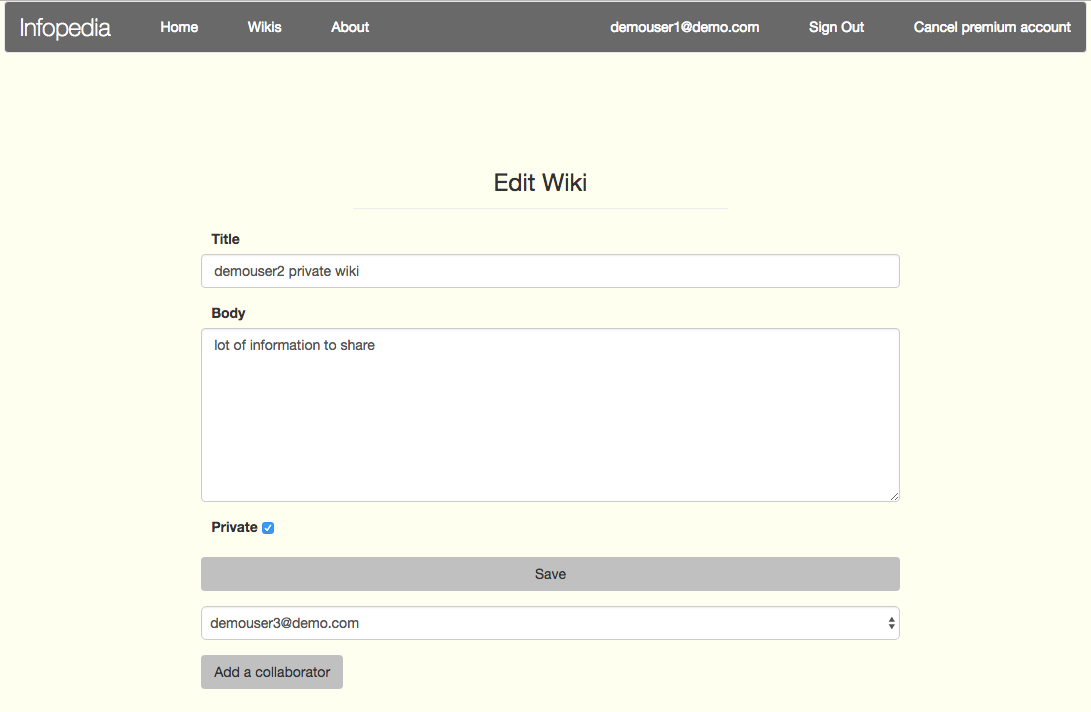 Infopedia Home Wikis About demouser1@demo.com Sign Out Cancel premium account
Edit Wiki
Title
demouser2 private wiki
Body
lot of information to share
Private
Save
demouser3@demo.com
Add a collaborator